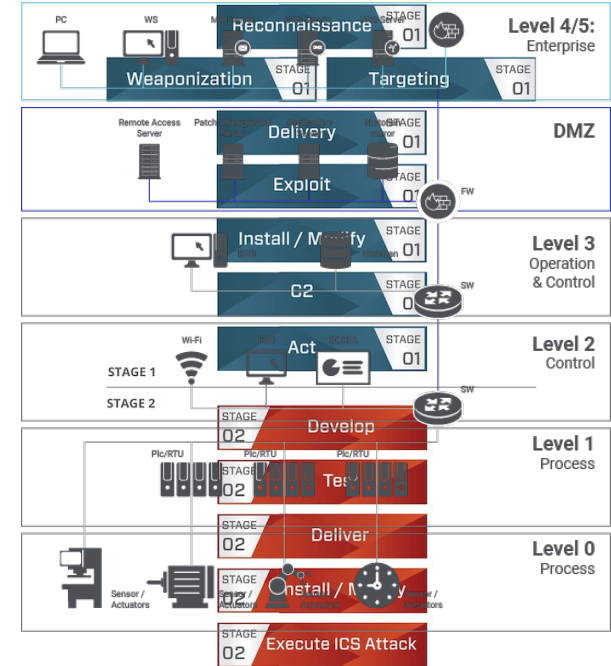 PC
WS
Reconnaissance
STAGE
01
Level 4/5:
Enterprise
Weaponization
STAGE
01
Targeting
STAGE
01
Remote Access
Server
Delivery
STAGE
01
DMZ
Exploit
STAGE
01
FW
Install / Modify
STAGE
01
Level 3
Operation
& Control
C2
STAGE
SW
Act
STAGE
01
Wi-Fi
Level 2
Control
STAGE 1
STAGE 2
SW
STAGE
02
Develop
Level 1
Process
Plc/RTU
Plc/RTU
Plc/RTU
STAGE
02
Test
STAGE
02
Deliver
Level 0
Process
STAGE
02
Install / Modify
Sensor /
Actuators
STAGE
02
Execute ICS Attack